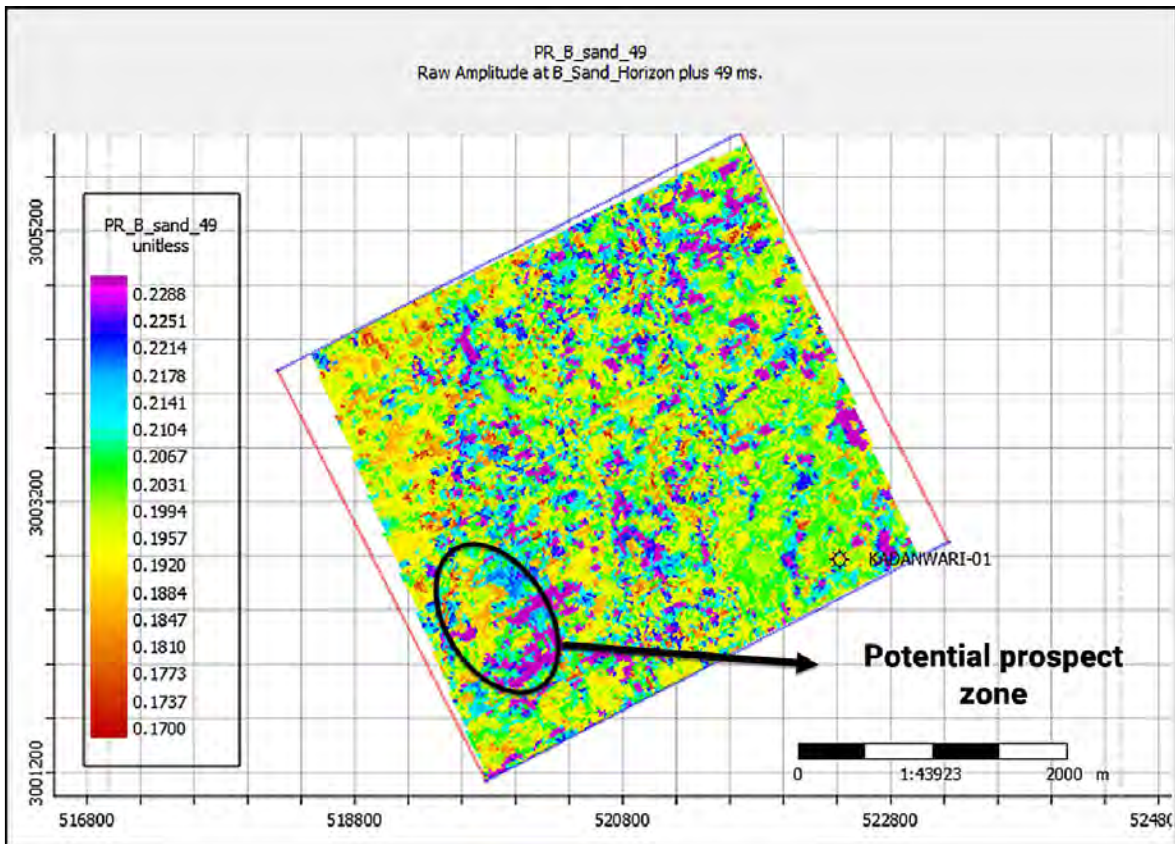 PR_B_sand_49
Raw Amplitude at B_Sand_Horizon plus 49 ms.
PR_B_sand_49
unitless
0.2288
0.2251
0.2214
0.2178
0.2141
0.2104
0.2067
0.2031
0.1994
0.1957
0.1920
0.1884
0.1847
0.1810
0.1773
0.1737
0.1700
3005200
3003200
3001200
KADANWARI-01
Potential prospect
zone
0 1:43923 2000 m
516800 518800 520800 522800 52480